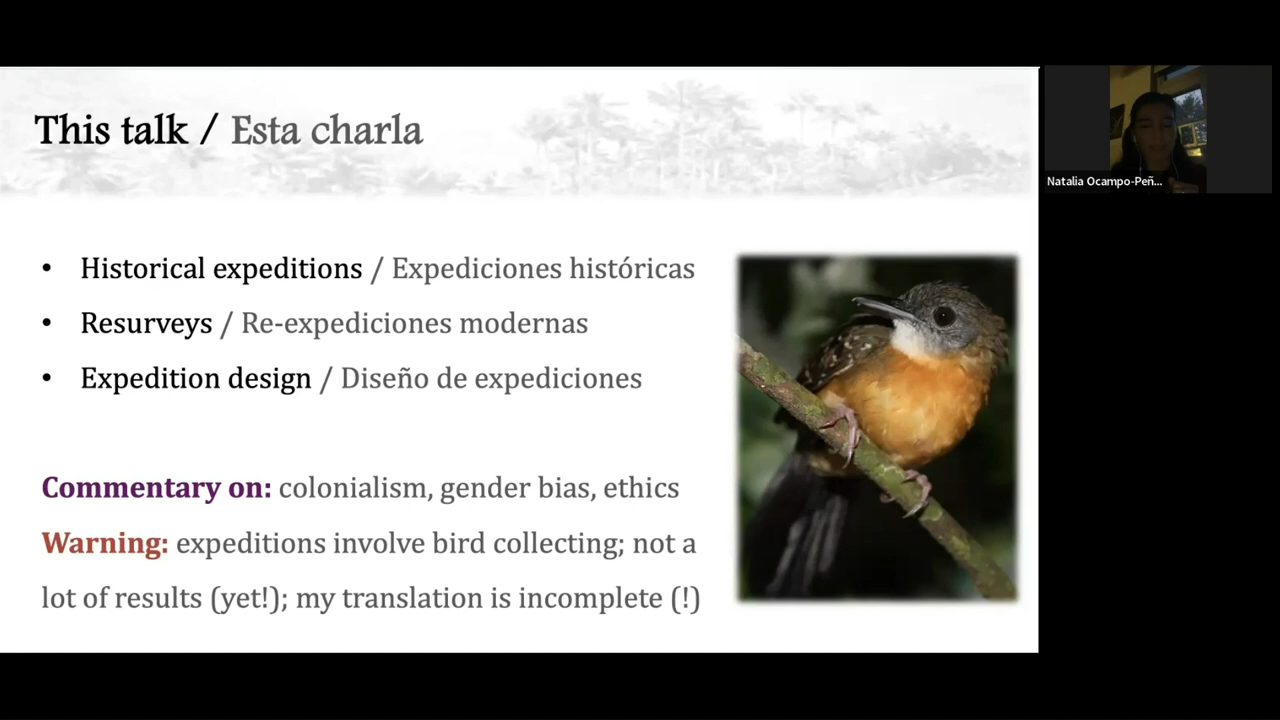 This talk / Esta charla
Natalia Ocampo-Peñ...
• Historical expeditions / Expediciones históricas
• Resurveys / Re-expediciones modernas
• Expedition design / Diseño de expediciones
Commentary on: colonialism, gender bias, ethics
Warning: expeditions involve bird collecting; not a
lot of results (yet!); my translation is incomplete (!)